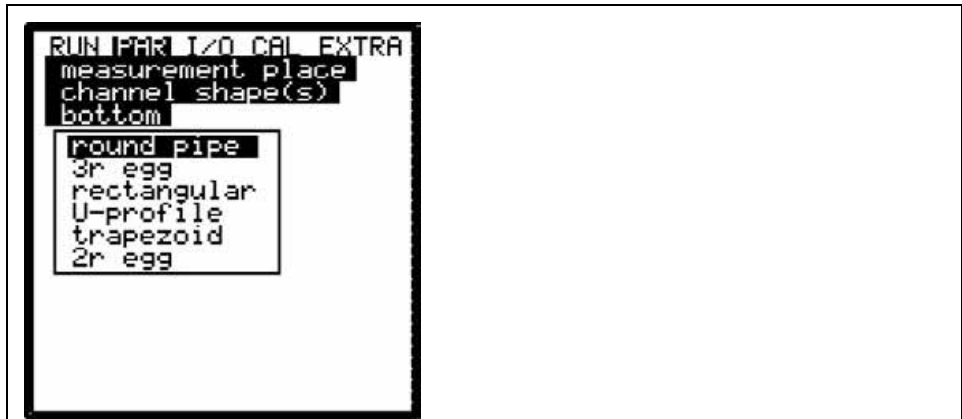 RUN PAR I/O CAL EXTRA
measurement place
channel shape(s)
bottom
round pipe
3r egg
rectangular
U-profile
trapezoid
2r egg